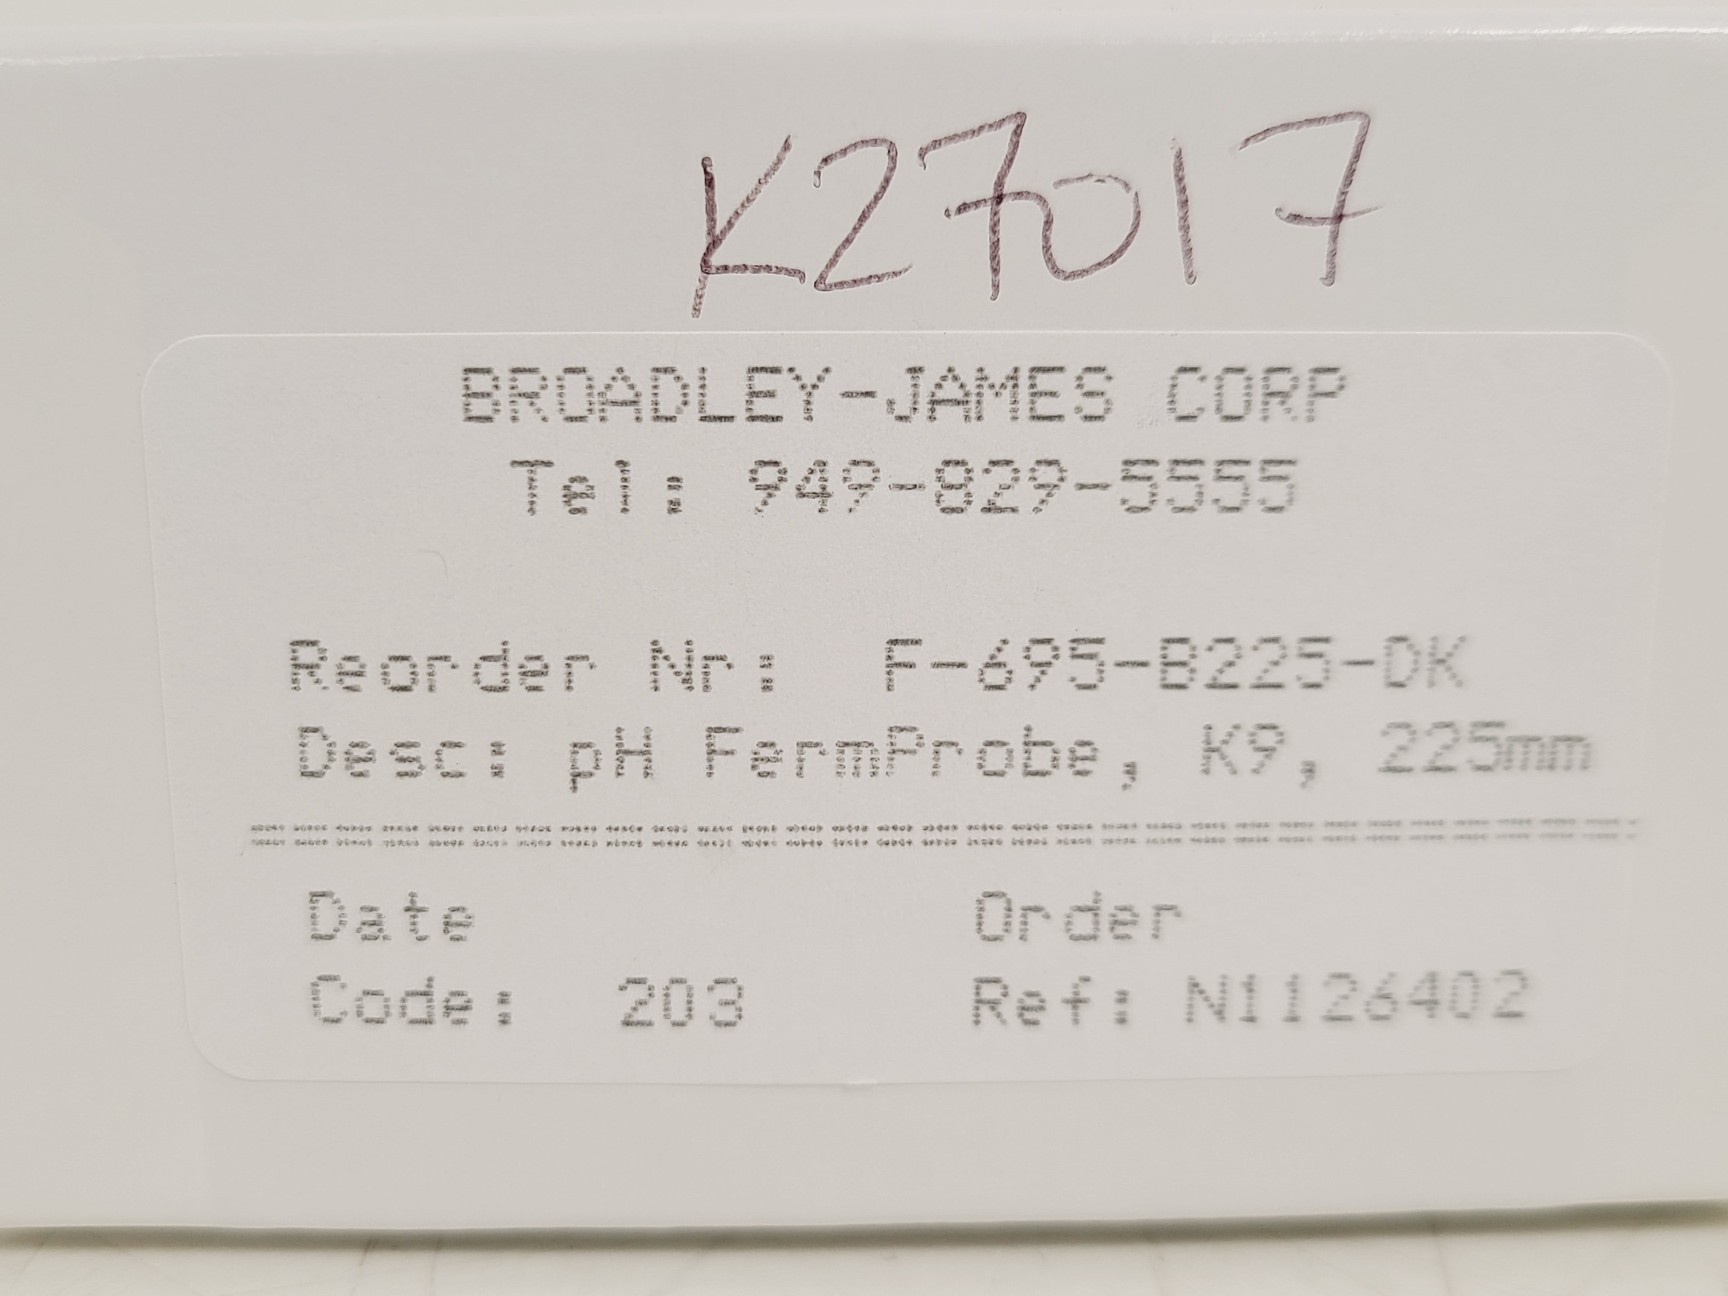 K27017
BROADLEY-JAMES CORP
Tel: 949-829-5555
Reorder Nr: F-695-B225-DK
Desc: pH FermProbe, K9, 225mm
Date Order
Code: 203 Ref: N1126402